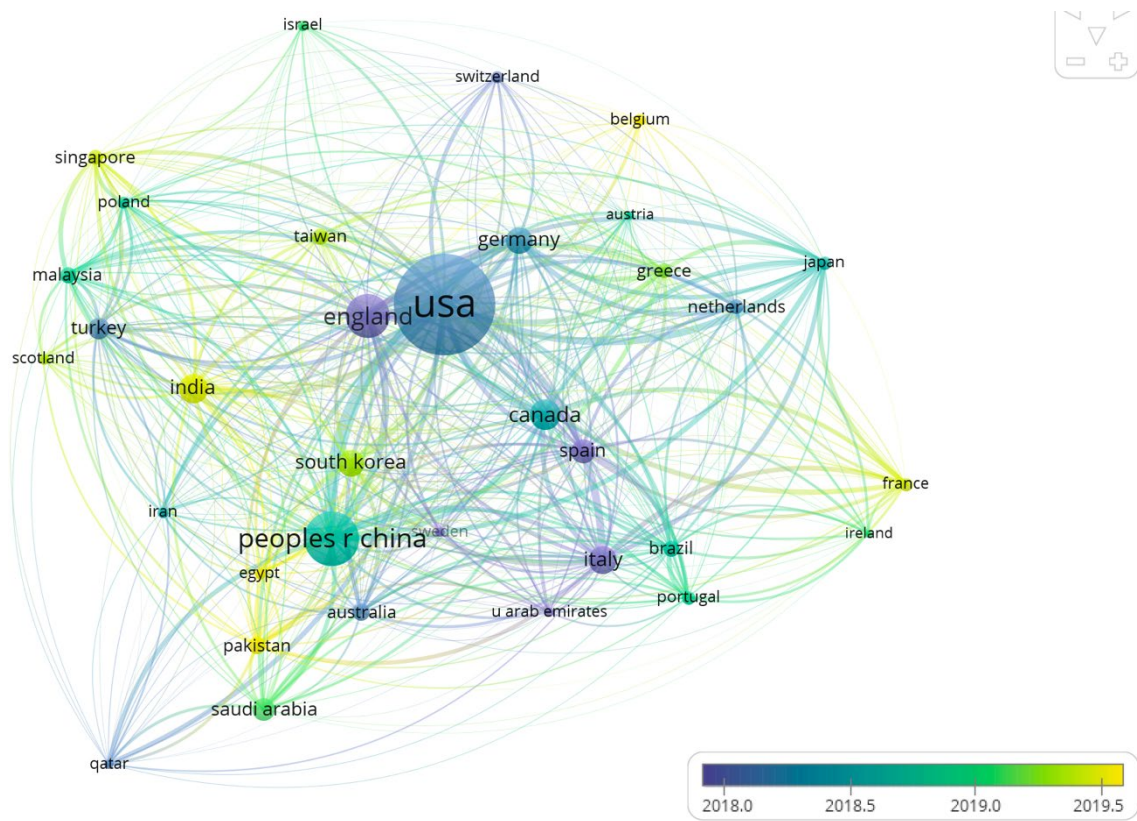 israel
switzerland
belgium
singapore
poland
austria
taiwan
germany
japan
malaysia
greece
usa
netherlands
england
turkey
scotland
india
canada
spain
south korea
france
iran
sweden
ireland
peoples r china
brazil
italy
egypt
portugal
australia
u arab emirates
pakistan
saudi arabia
qatar
2018.0 2018.5 2019.0 2019.5